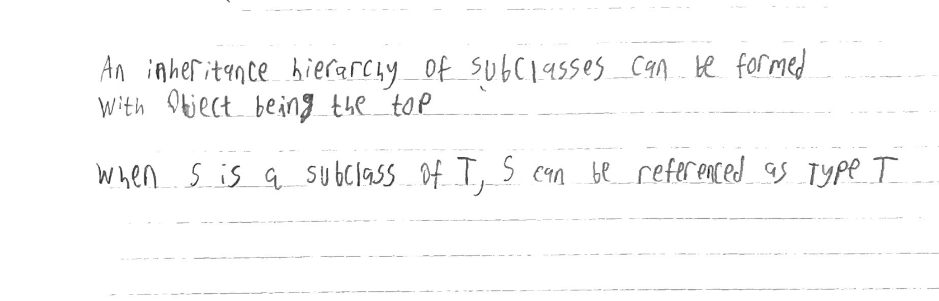 An inheritance hierarchy of subclasses can be formed
With Object being the top
When S is a subclass of T, S can be referenced as Type T